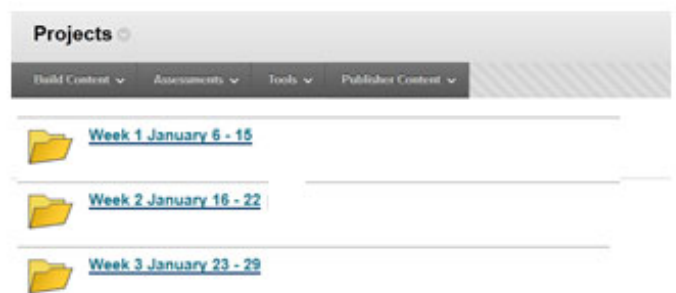 Projects
Build Content Assessments Tools Publisher Content
Week 1 January 6 - 15
Week 2 January 16 - 22
Week 3 January 23 - 29